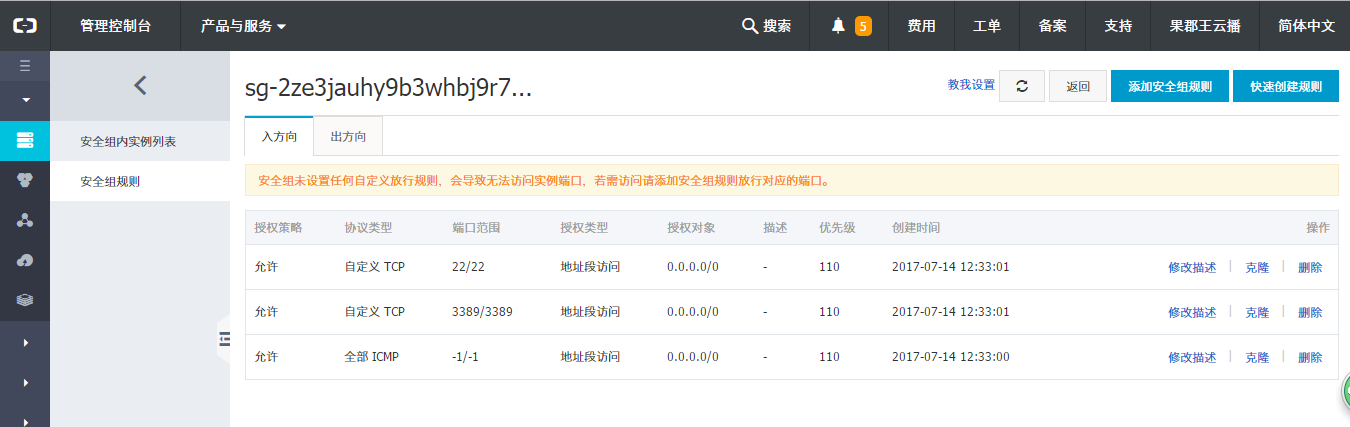 管理控制台 产品与服务 搜索 5 费用 工单 备案 支持 果郡王云播 简体中文
sg-2ze3jauhy9b3whbj9r7... 教我设置 返回 添加安全组规则 快速创建规则
安全组内实例列表
安全组规则
入方向 出方向
安全组未设置任何自定义放行规则，会导致无法访问实例端口，若需访问请添加安全组规则放行对应的端口。
授权策略 协议类型 端口范围 授权类型 授权对象 描述 优先级 创建时间 操作
允许 自定义 TCP 22/22 地址段访问 0.0.0.0/0 - 110 2017-07-14 12:33:01 修改描述 | 克隆 | 删除
允许 自定义 TCP 3389/3389 地址段访问 0.0.0.0/0 - 110 2017-07-14 12:33:01 修改描述 | 克隆 | 删除
允许 全部 ICMP -1/-1 地址段访问 0.0.0.0/0 - 110 2017-07-14 12:33:00 修改描述 | 克隆 | 删除